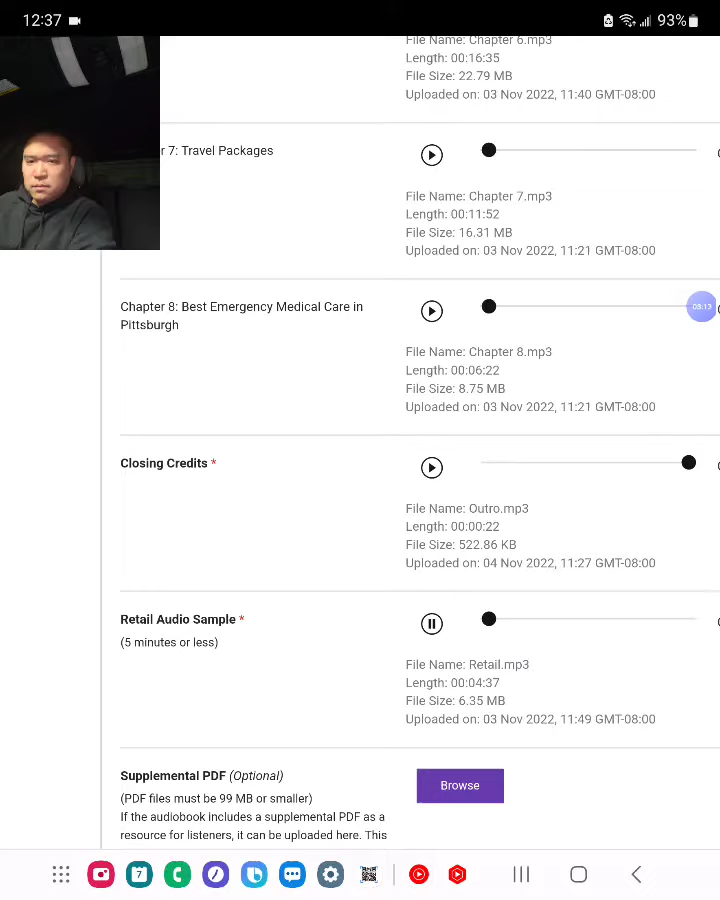 12:37
93%
File Name: Chapter 6.mp3
Length: 00:16:35
File Size: 22.79 MB
Uploaded on: 03 Nov 2022, 11:40 GMT-08:00
r 7: Travel Packages
File Name: Chapter 7.mp3
Length: 00:11:52
File Size: 16.31 MB
Uploaded on: 03 Nov 2022, 11:21 GMT-08:00
Chapter 8: Best Emergency Medical Care in
Pittsburgh
03:13
File Name: Chapter 8.mp3
Length: 00:06:22
File Size: 8.75 MB
Uploaded on: 03 Nov 2022, 11:21 GMT-08:00
Closing Credits *
File Name: Outro.mp3
Length: 00:00:22
File Size: 522.86 KB
Uploaded on: 04 Nov 2022, 11:27 GMT-08:00
Retail Audio Sample *
(5 minutes or less)
File Name: Retail.mp3
Length: 00:04:37
File Size: 6.35 MB
Uploaded on: 03 Nov 2022, 11:49 GMT-08:00
Supplemental PDF (Optional)
Browse
(PDF files must be 99 MB or smaller)
If the audiobook includes a supplemental PDF as a
resource for listeners, it can be uploaded here. This
7